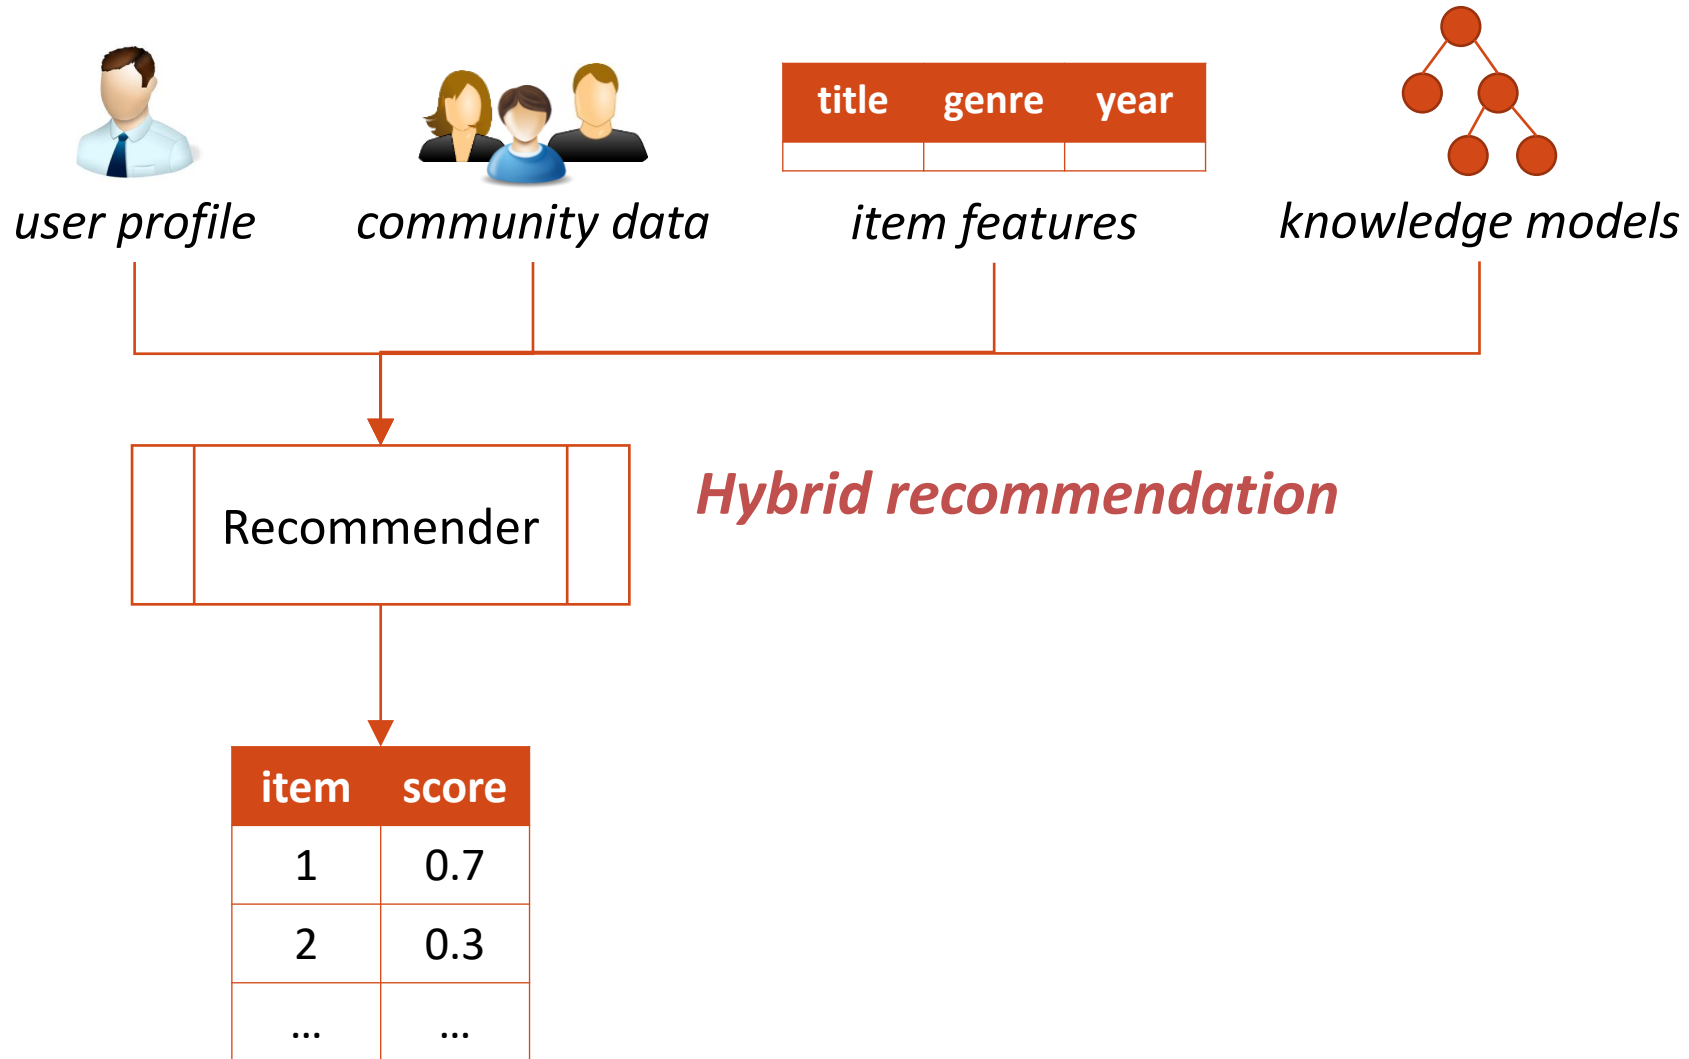 title genre year
user profile community data item features knowledge models
Recommender
Hybrid recommendation
item score
1 0.7
2 0.3
... ...